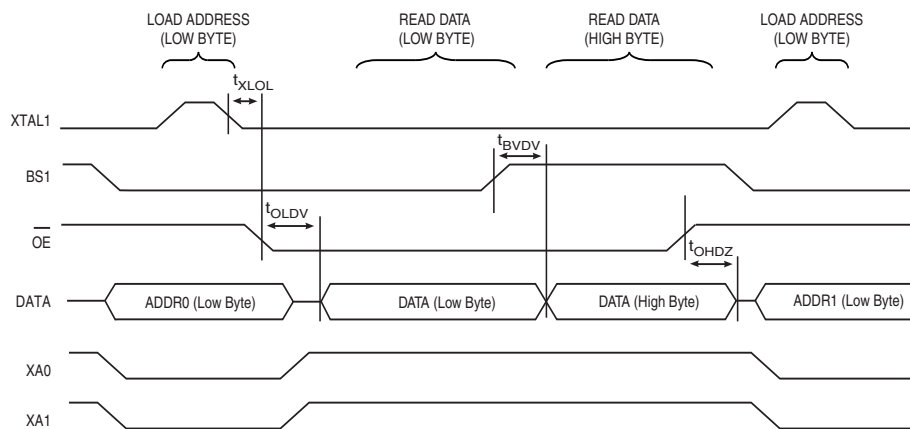 LOAD ADDRESS
(LOW BYTE)
READ DATA
(LOW BYTE)
READ DATA
(HIGH BYTE)
LOAD ADDRESS
(LOW BYTE)
tXLOL
XTAL1
tBVDV
BS1
tOLDV
OE
tOHDZ
DATA
ADDR0 (Low Byte)
DATA (Low Byte)
DATA (High Byte)
ADDR1 (Low Byte)
XA0
XA1